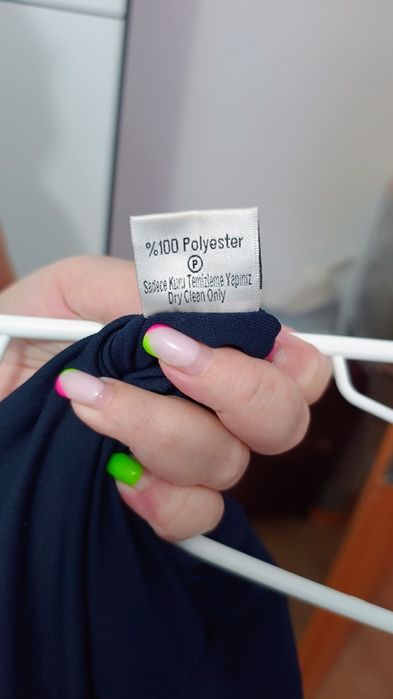 %100 Polyester
P
Sadece Kuru Temizleme Yapınız
Dry Clean Only